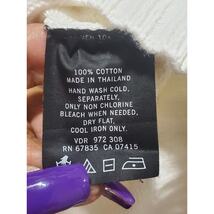 100% COTTON
MADE IN THAILAND
HAND WASH COLD,
SEPARATELY,
ONLY NON CHLORINE
BLEACH WHEN NEEDED,
DRY FLAT,
COOL IRON ONLY.
VDR 972 308
RN 67835 CA 07415